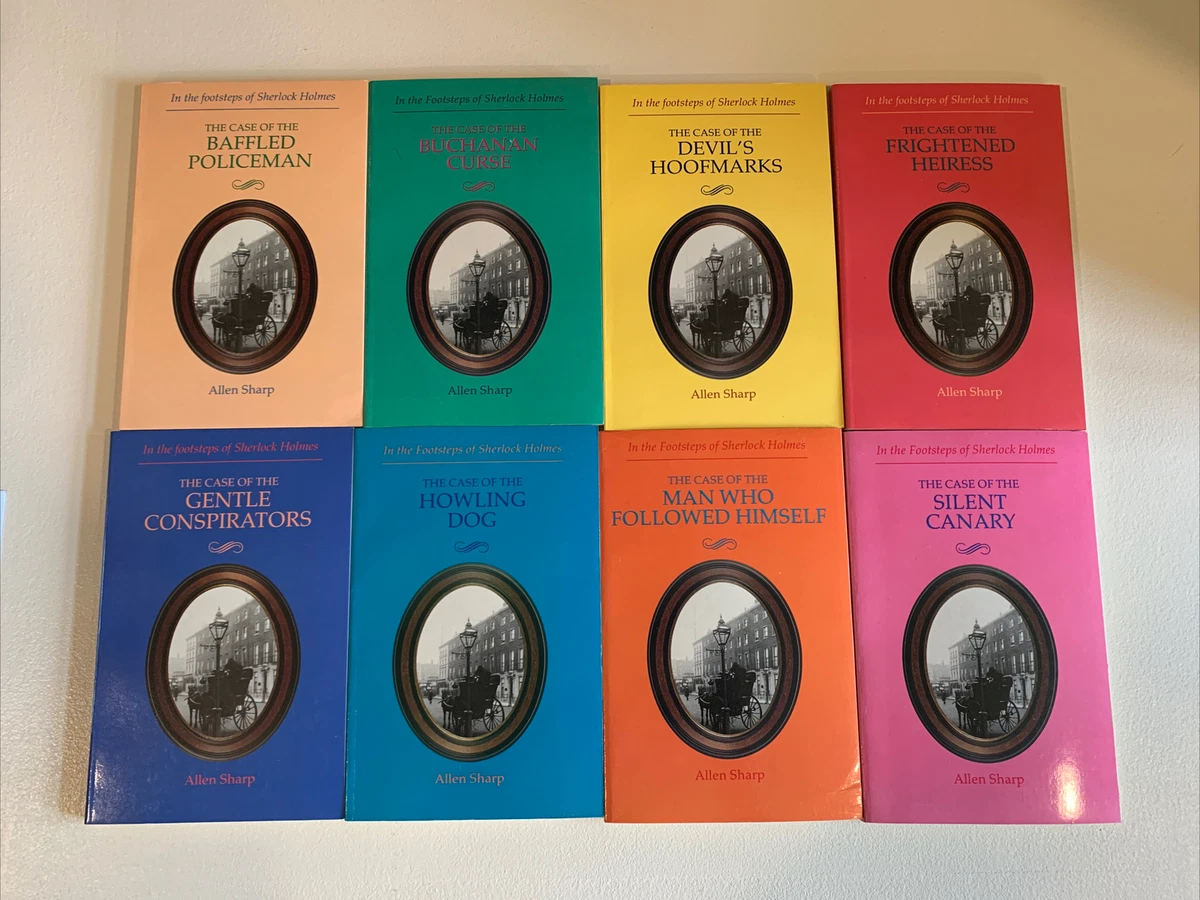 In the footsteps of Sherlock Holmes
THE CASE OF THE
BAFFLED
POLICEMAN
Allen Sharp
In the Footsteps of Sherlock Holmes
THE CASE OF THE
BUCHANAN
CURSE
Allen Sharp
In the footsteps of Sherlock Holmes
THE CASE OF THE
DEVIL'S
HOOFMARKS
Allen Sharp
In the footsteps of Sherlock Holmes
THE CASE OF THE
FRIGHTENED
HEIRESS
Allen Sharp
In the footsteps of Sherlock Holmes
THE CASE OF THE
GENTLE
CONSPIRATORS
Allen Sharp
In the Footsteps of Sherlock Holmes
THE CASE OF THE
HOWLING
DOG
Allen Sharp
In the Footsteps of Sherlock Holmes
THE CASE OF THE
MAN WHO
FOLLOWED HIMSELF
Allen Sharp
In the Footsteps of Sherlock Holmes
THE CASE OF THE
SILENT
CANARY
Allen Sharp